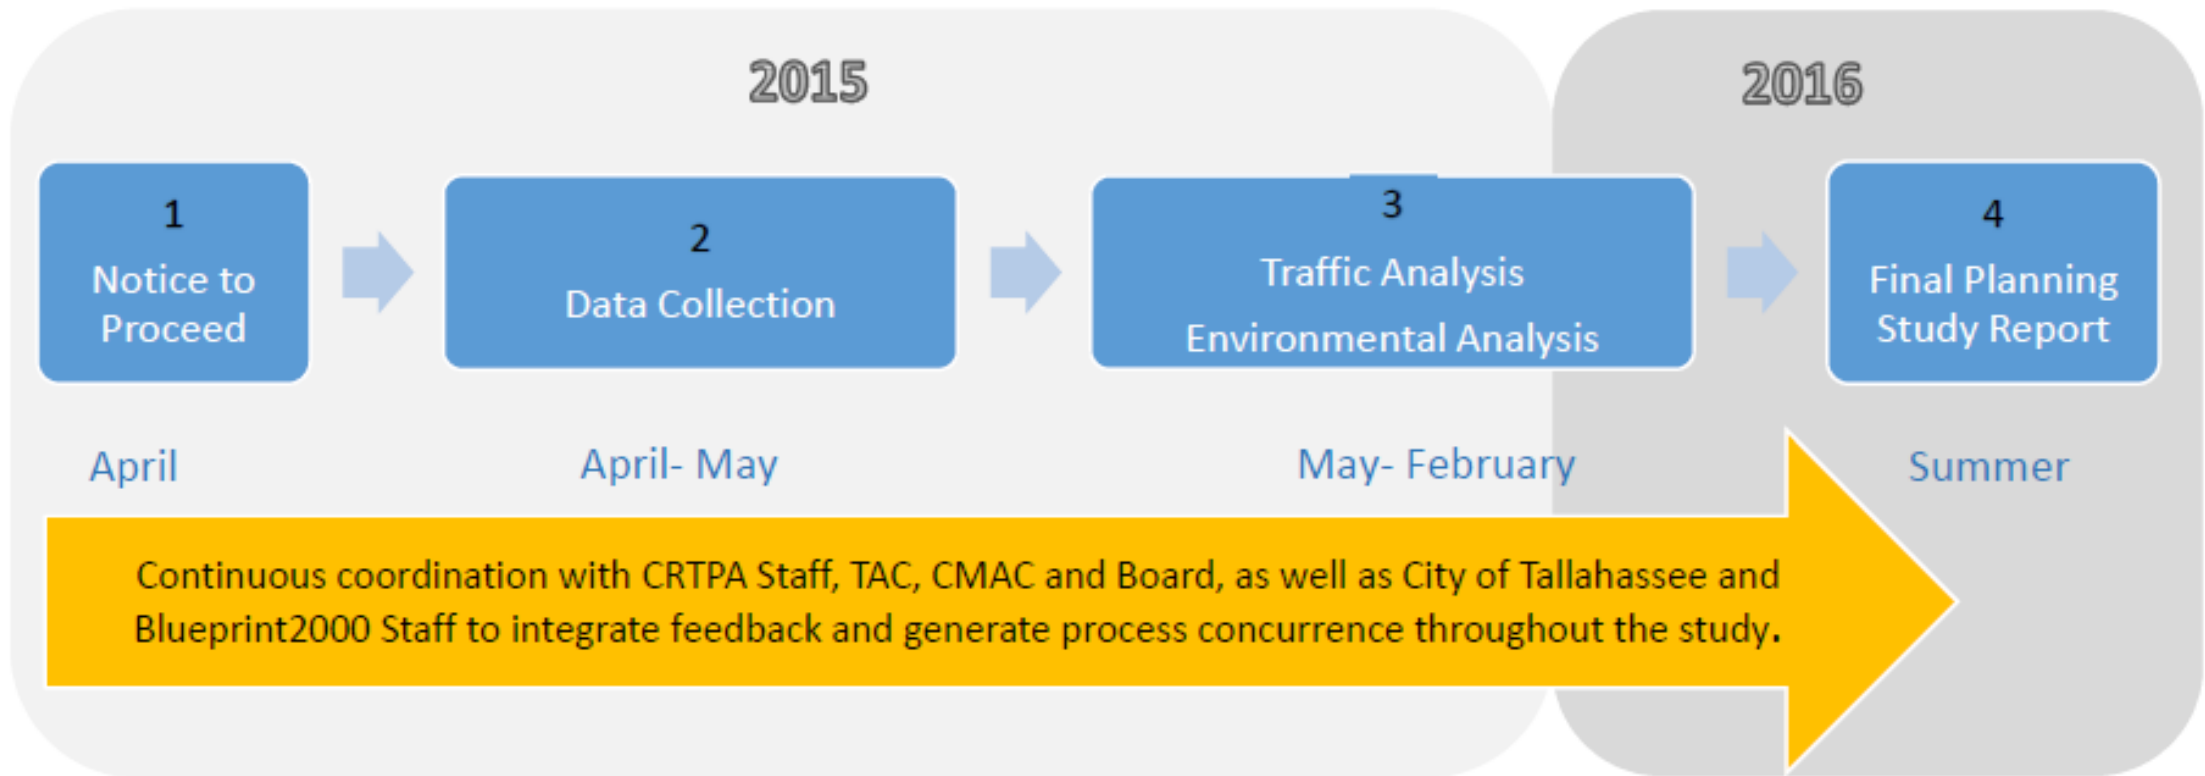 2015
2016
1
Notice to
Proceed
2
Data Collection
3
Traffic Analysis
Environmental Analysis
4
Final Planning
Study Report
April
April- May
May- February
Summer
Continuous coordination with CRTPA Staff, TAC, CMAC and Board, as well as City of Tallahassee and
Blueprint2000 Staff to integrate feedback and generate process concurrence throughout the study.